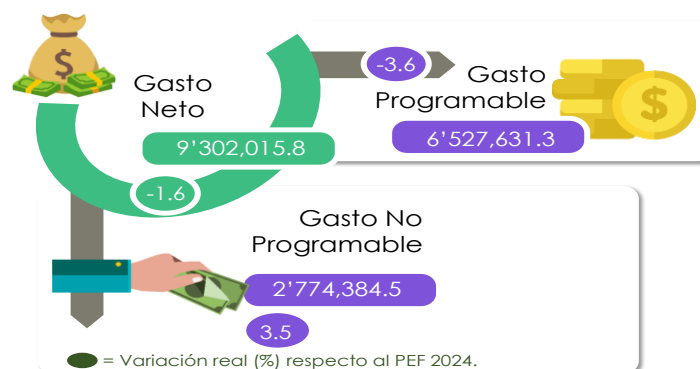 Gasto
Neto
9’302,015.8
-1.6
-3.6
Gasto
Programable
6’527,631.3
$
$
Gasto No
Programable
2’774,384.5
3.5
= Variación real (%) respecto al PEF 2024.